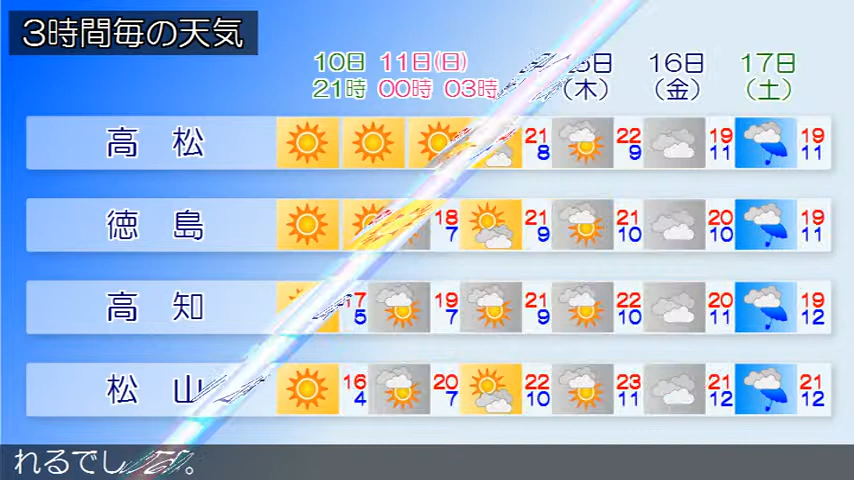 3時間毎の天気
10日 11日(日) 16日 17日
21時 00時 03時 (木) (金) (土)
高松 21 8 22 9 19 11 19 11
徳島 18 7 21 9 21 10 20 10 19 11
高知 17 5 19 7 21 9 22 10 20 11 19 12
松山 16 4 20 7 22 10 23 11 21 12 21 12
れるでし